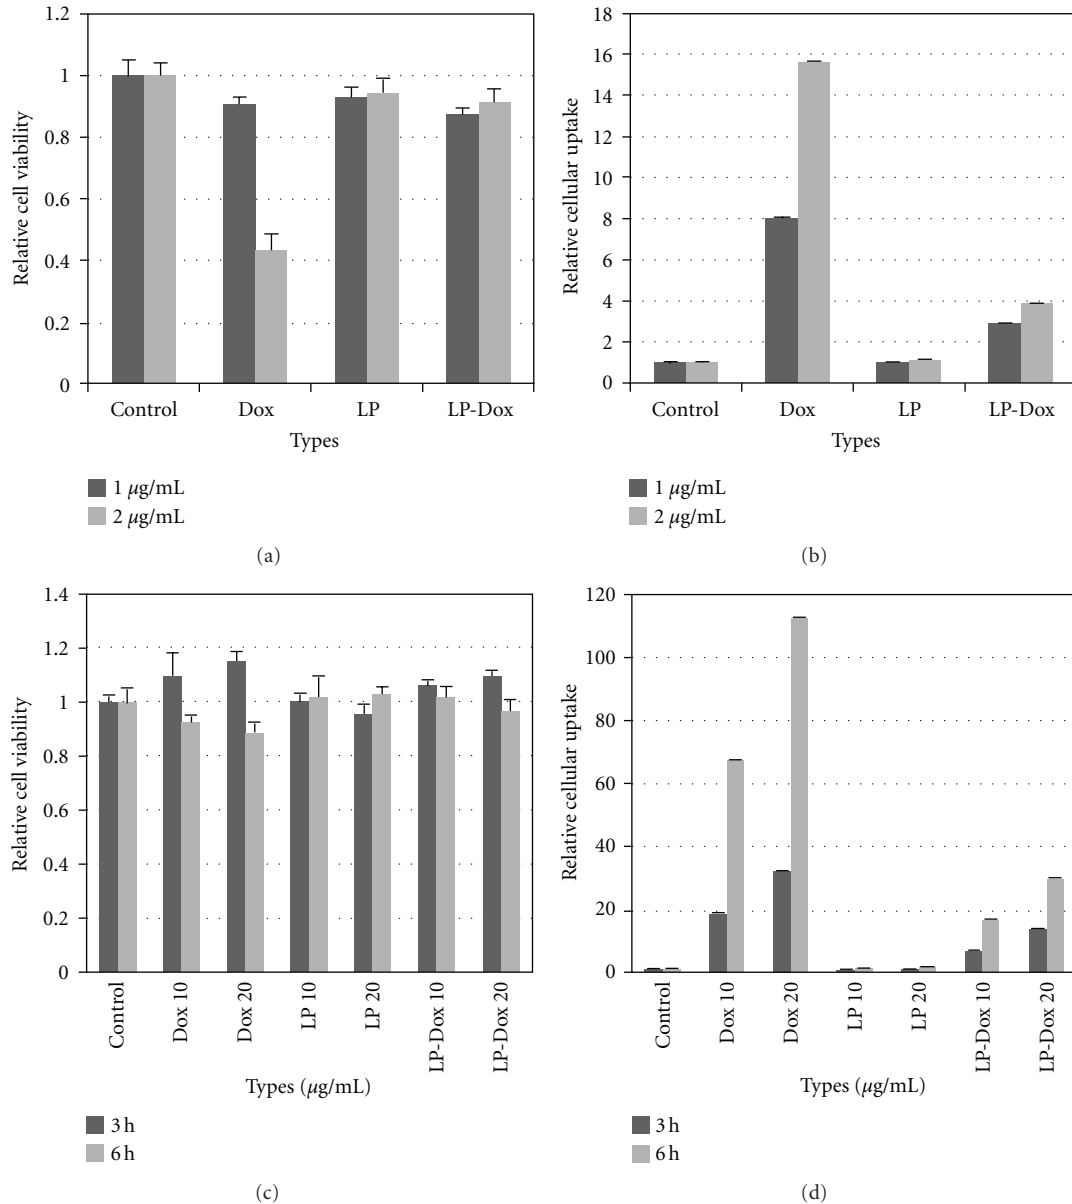 1.2
1
0.8
0.6
0.4
0.2
0
Relative cell viability
Control Dox LP LP-Dox
Types
1 μg/mL
2 μg/mL
(a)
18
16
14
12
10
8
6
4
2
0
Relative cellular uptake
Control Dox LP LP-Dox
Types
1 μg/mL
2 μg/mL
(b)
1.4
1.2
1
0.8
0.6
0.4
0.2
0
Relative cell viability
Control
Dox 10
Dox 20
LP 10
LP 20
LP-Dox 10
LP-Dox 20
Types (μg/mL)
3 h
6 h
(c)
120
100
80
60
40
20
0
Relative cellular uptake
Control
Dox 10
Dox 20
LP 10
LP 20
LP-Dox 10
LP-Dox 20
Types (μg/mL)
3 h
6 h
(d)